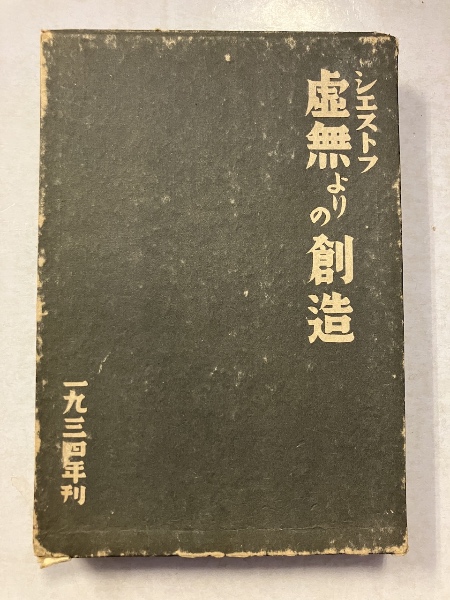 シエストフ
虚無よりの創造
一九三四年刊